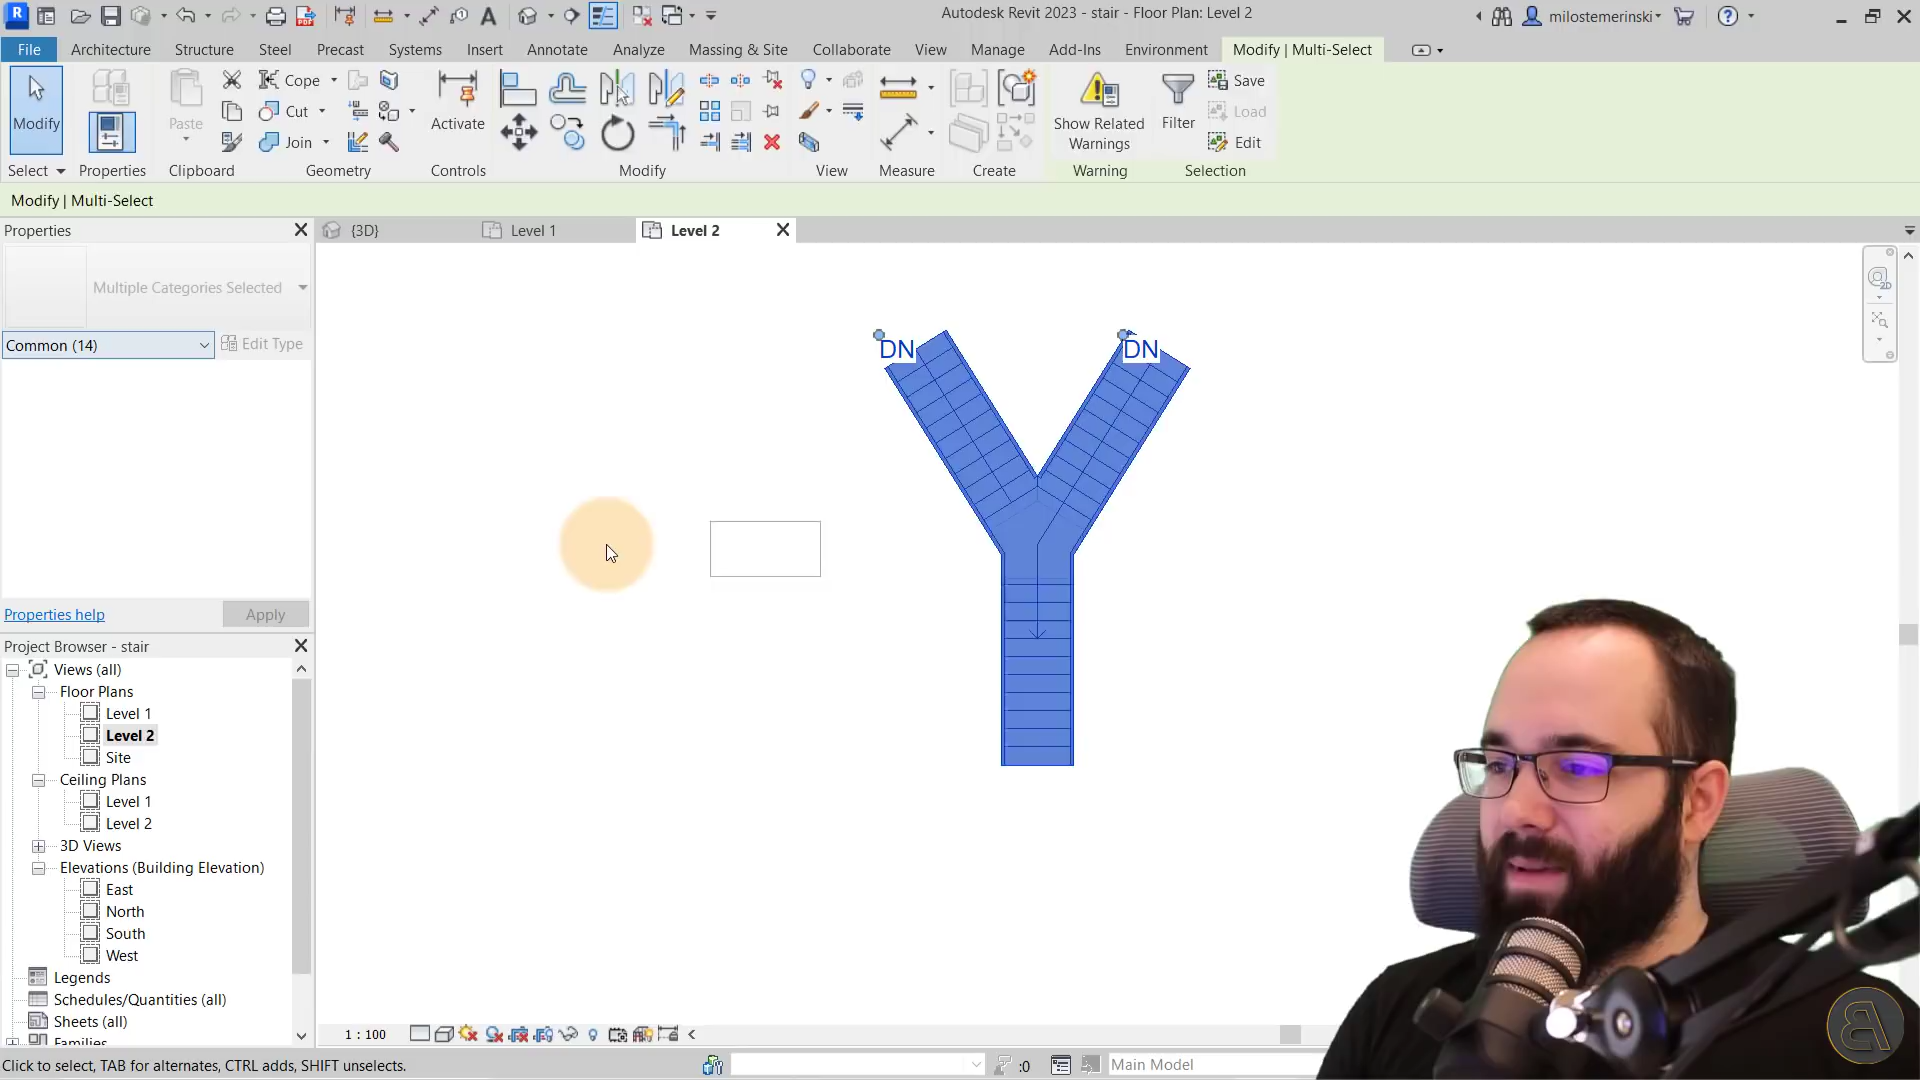 Autodesk Revit 2023 - stair - Floor Plan: Level 2
milostemerinski
File
Architecture
Structure
Steel
Precast
Systems
Insert
Annotate
Analyze
Massing & Site
Collaborate
View
Manage
Add-Ins
Environment
Modify | Multi-Select
Modify
Paste
Cope
Cut
Join
Activate
Show Related
Warnings
Filter
Save
Load
Edit
Select
Properties
Clipboard
Geometry
Controls
Modify
View
Measure
Create
Warning
Selection
Modify | Multi-Select
Properties
{3D}
Level 1
Level 2
Multiple Categories Selected
Common (14)
Edit Type
DN
DN
2D
Properties help
Apply
Project Browser - stair
Views (all)
Floor Plans
Level 1
Level 2
Site
Ceiling Plans
Level 1
Level 2
3D Views
Elevations (Building Elevation)
East
North
South
West
Legends
Schedules/Quantities (all)
Sheets (all)
Families
1 : 100
Click to select, TAB for alternates, CTRL adds, SHIFT unselects.
:0
Main Model